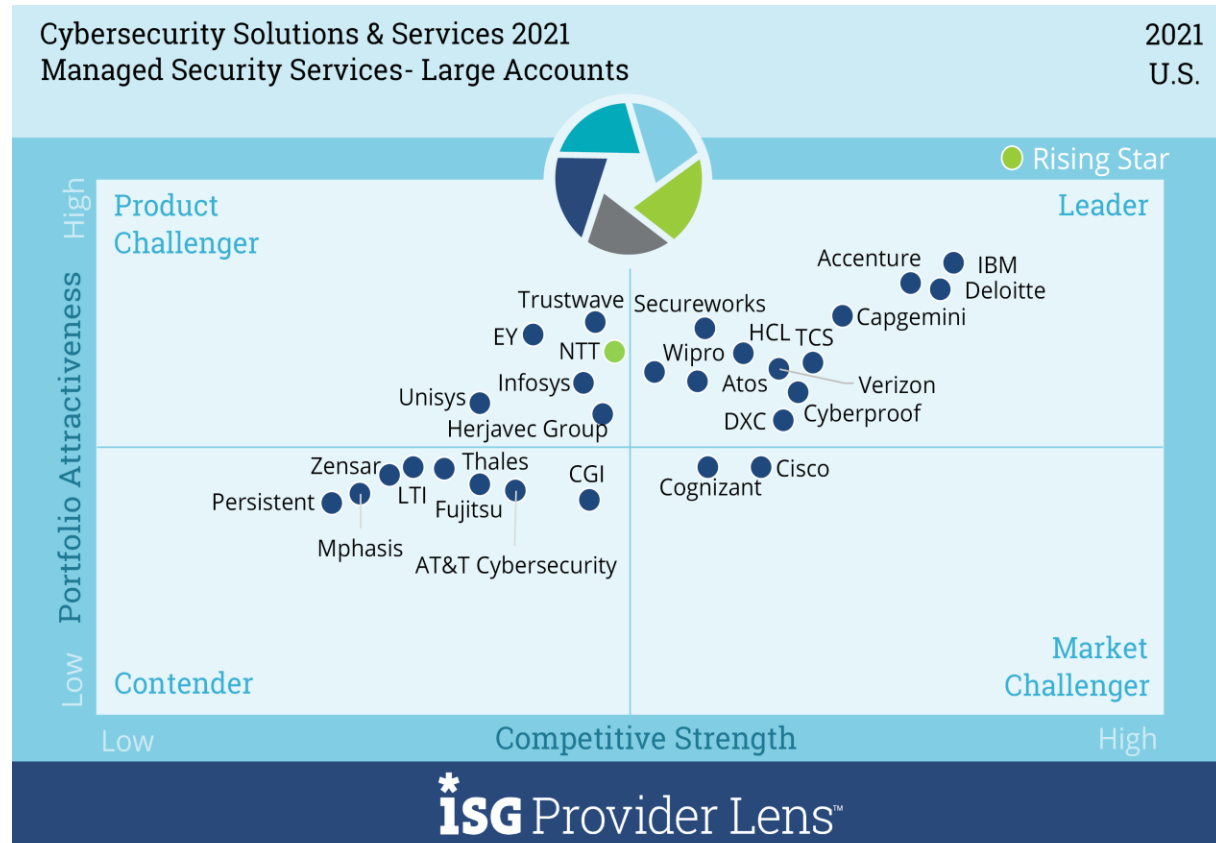 Cybersecurity Solutions & Services 2021
Managed Security Services- Large Accounts
2021
U.S.
Rising Star
High
Portfolio Attractiveness
Low
Product
Challenger
Leader
Accenture
IBM
Deloitte
Capgemini
Trustwave
Secureworks
EY
NTT
Wipro
HCL
TCS
Infosys
Atos
Verizon
Unisys
Cyberproof
Herjavec Group
DXC
Zensar
Thales
CGI
Cognizant
Cisco
Persistent
LTI
Fujitsu
Mphasis
AT&T Cybersecurity
Contender
Market
Challenger
Low
Competitive Strength
High
*ISG Provider Lens™